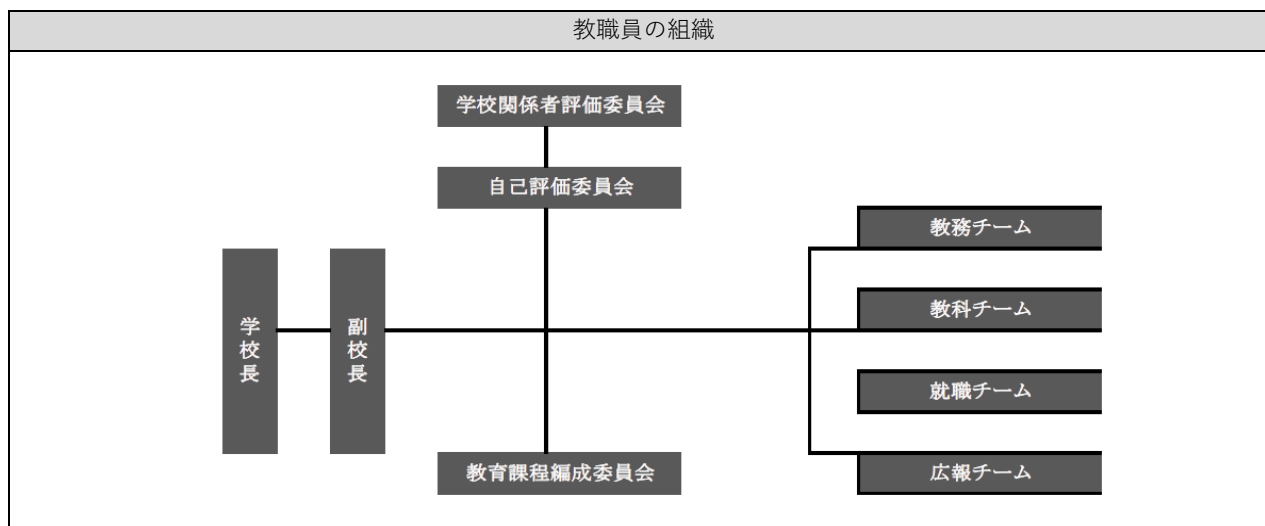 教職員の組織
学校関係者評価委員会
自己評価委員会
学校長
副校長
教務チーム
教科チーム
就職チーム
広報チーム
教育課程編成委員会